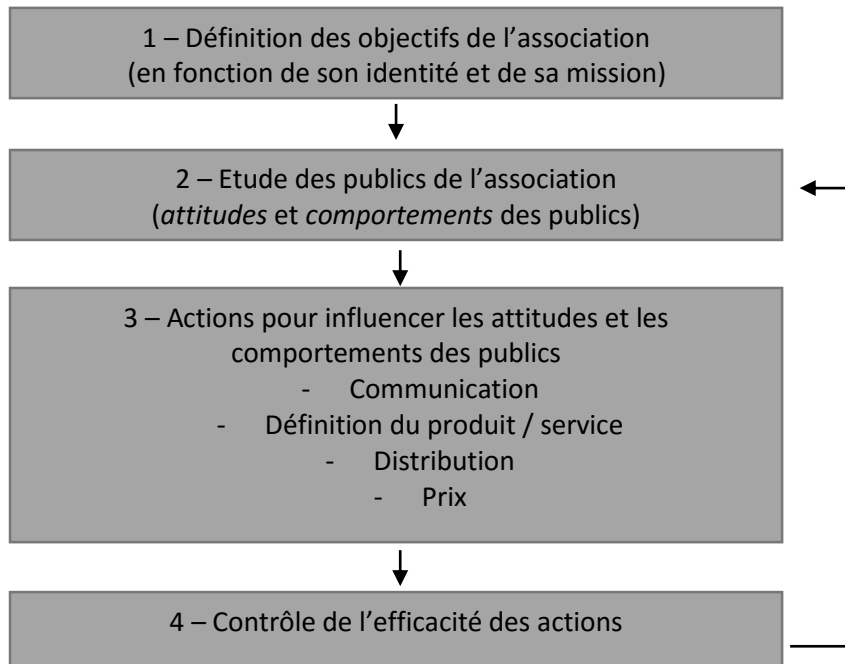 1 – Définition des objectifs de l’association
(en fonction de son identité et de sa mission)
2 – Etude des publics de l’association
(attitudes et comportements des publics)
3 – Actions pour influencer les attitudes et les
comportements des publics
- Communication
- Définition du produit / service
- Distribution
- Prix
4 – Contrôle de l’efficacité des actions